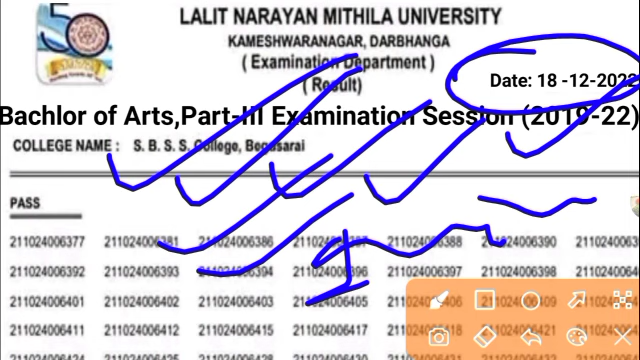 50
LALIT NARAYAN MITHILA UNIVERSITY
KAMESHWARANAGAR, DARBHANGA
( Examination Department )
( Result)
Date: 18 -12-2022
Bachlor of Arts,Part-III Examination Session (2019-22)
COLLEGE NAME : S. B. S. S. College, Begusarai
PASS
211024006377 211024006381 211024006386 211024006388 211024006390
211024006392 211024006393 211024006394 211024006396 211024006397 211024006398
211024006401 211024006402 211024006403 211024006405
211024006411 211024006412 211024006415 211024006417